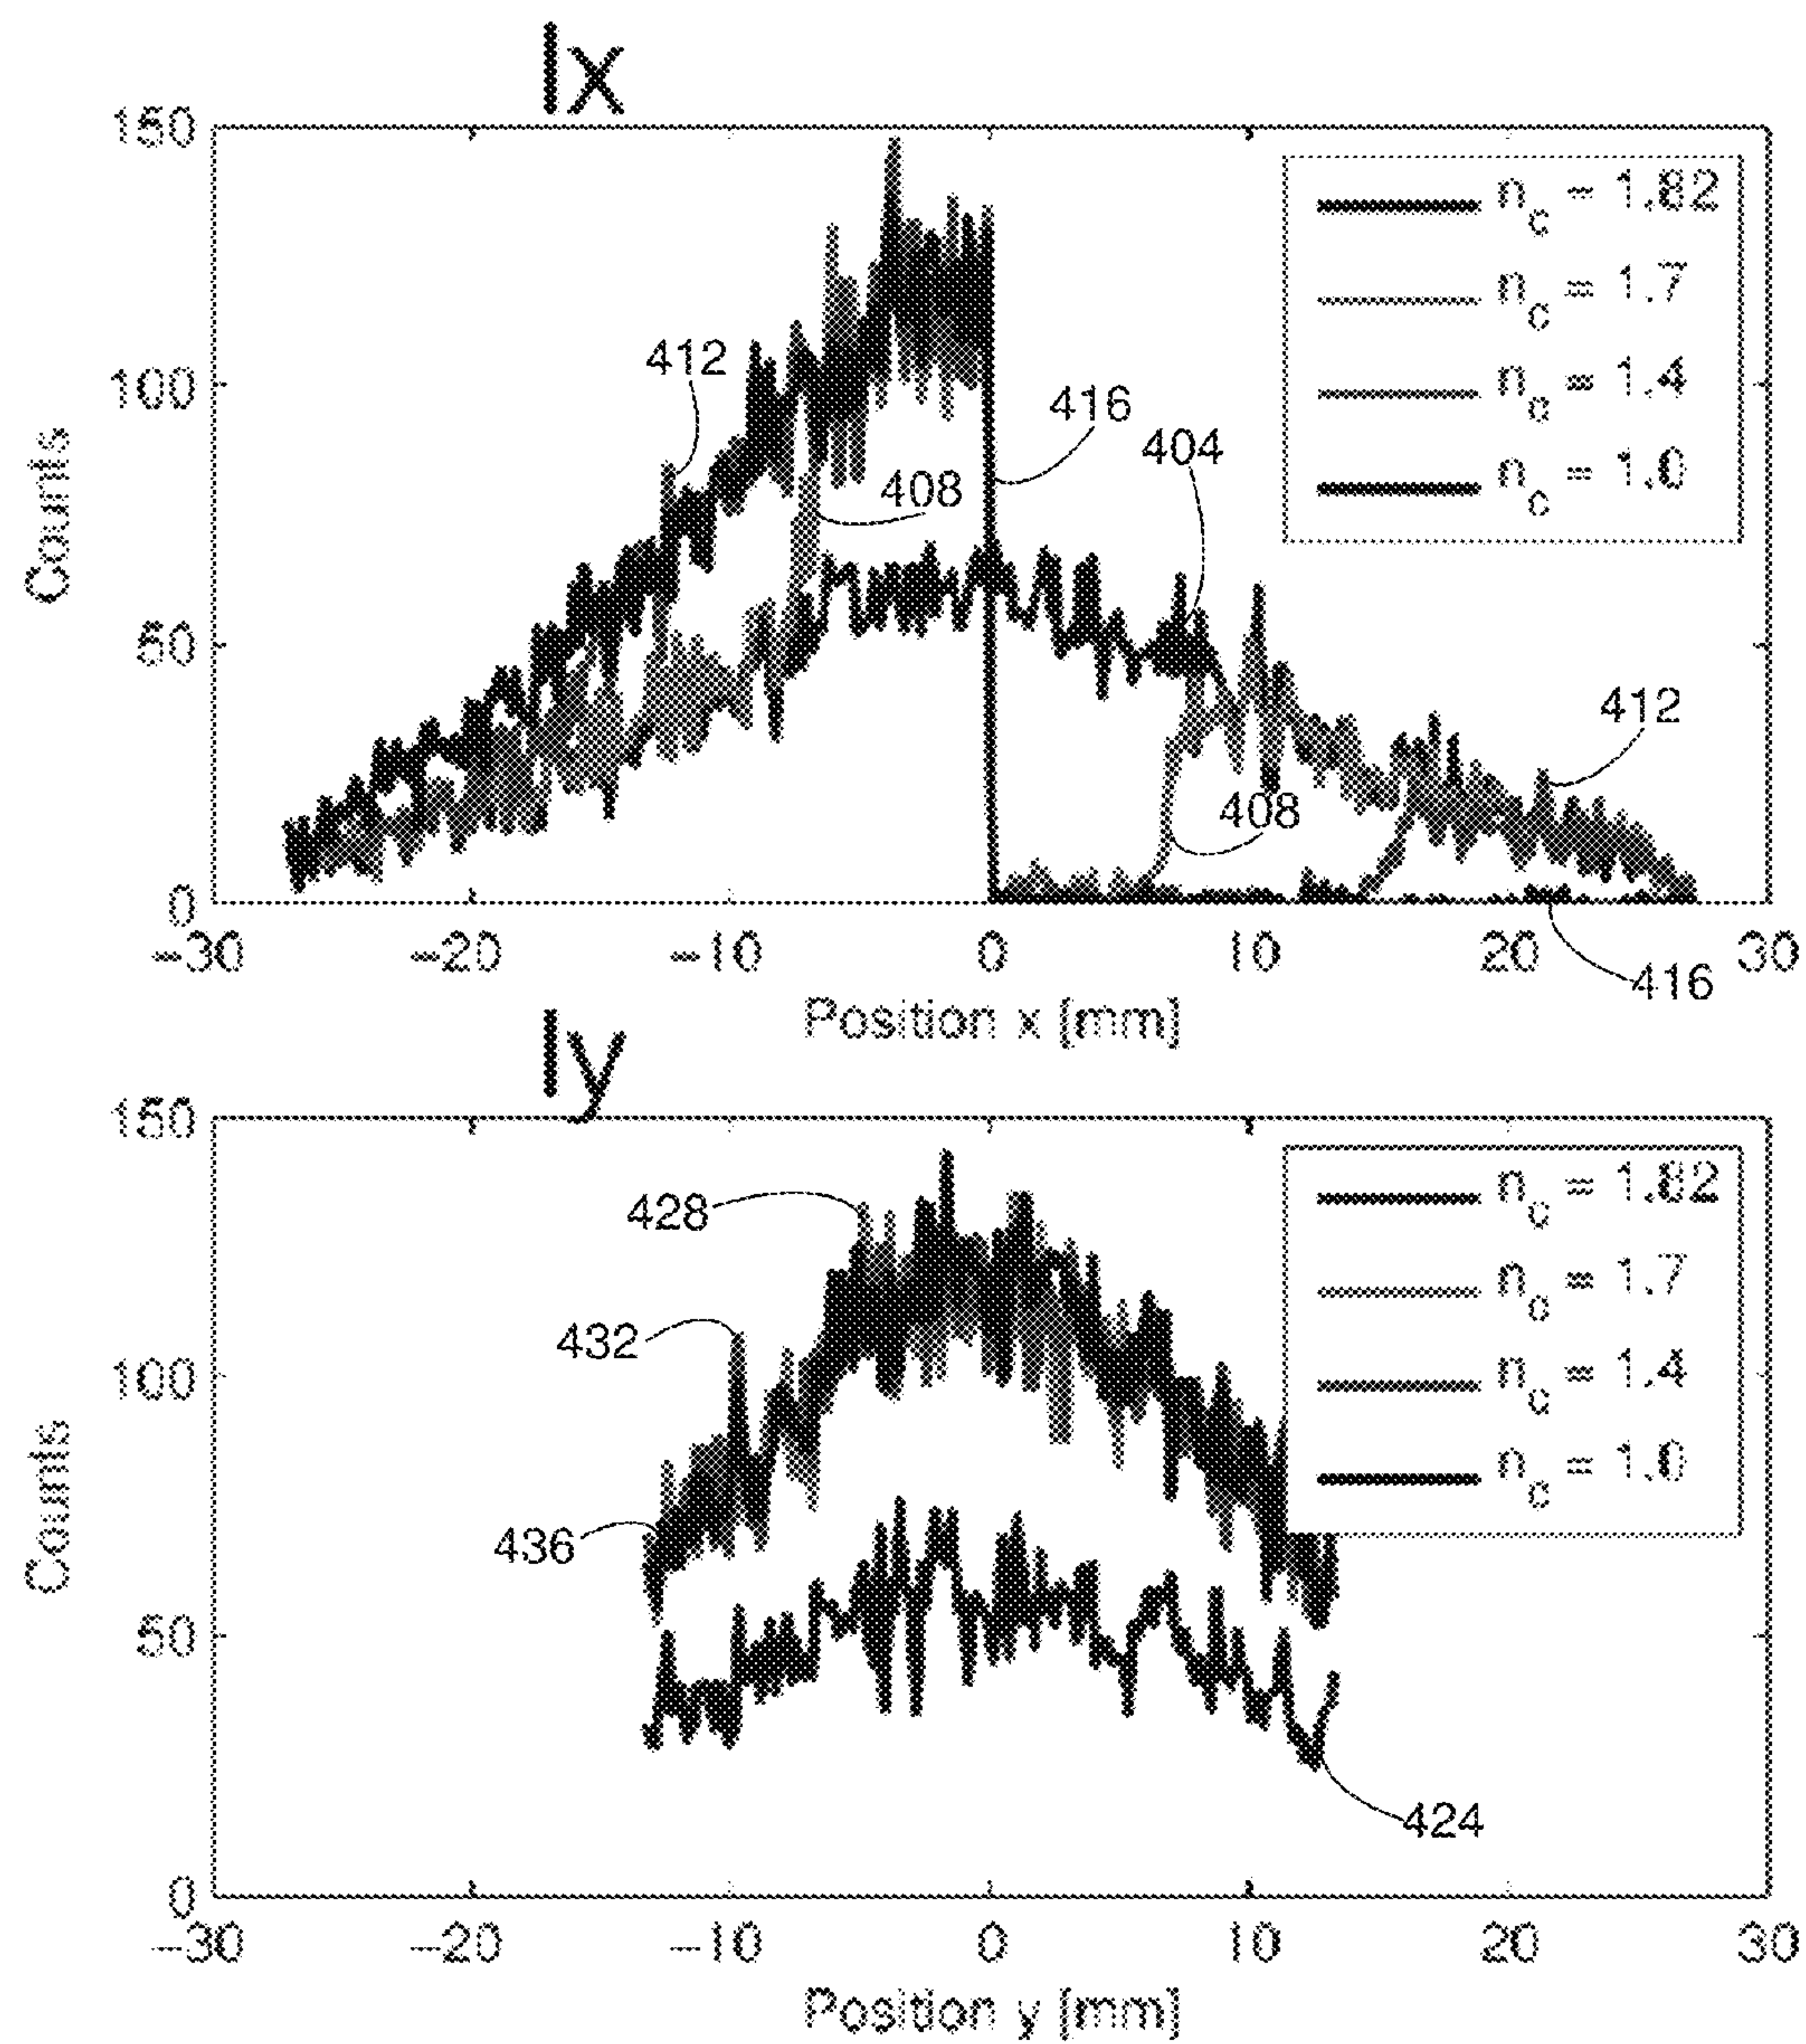 Ix
150
n_c = 1.82
n_c = 1.7
n_c = 1.4
n_c = 1.0
412
100
416
404
408
Counts
50
412
408
0
-30 -20 -10 0 10 20 30
416
Position x [mm]
Iy
150
n_c = 1.82
n_c = 1.7
n_c = 1.4
n_c = 1.0
428
432
100
436
Counts
50
424
0
-30 -20 -10 0 10 20 30
Position y [mm]